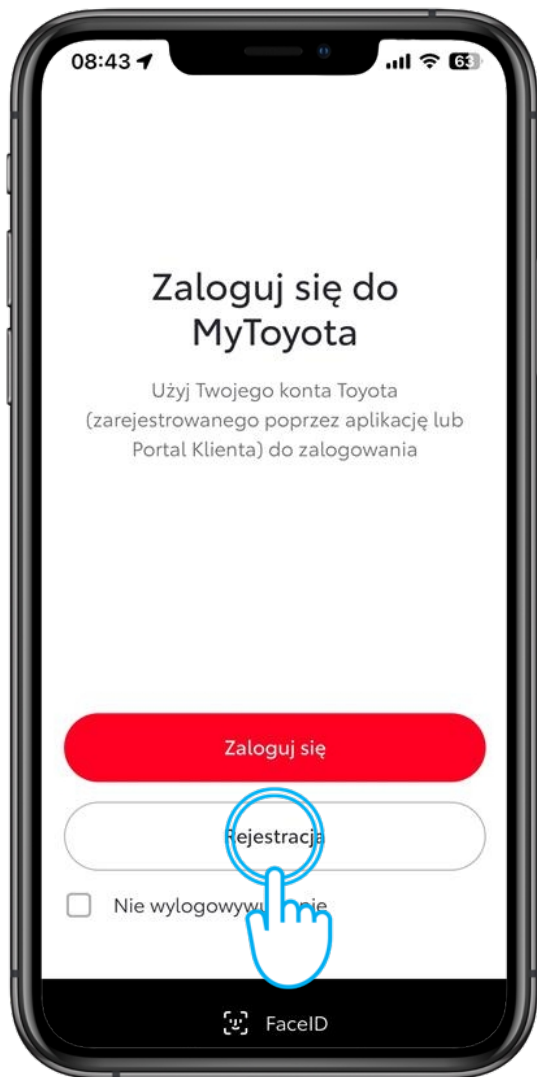 08:43
63
Zaloguj się do
MyToyota
Użyj Twojego konta Toyota
(zarejestrowanego poprzez aplikację lub
Portal Klienta) do zalogowania
Zaloguj się
Rejestracja
Nie
FaceID